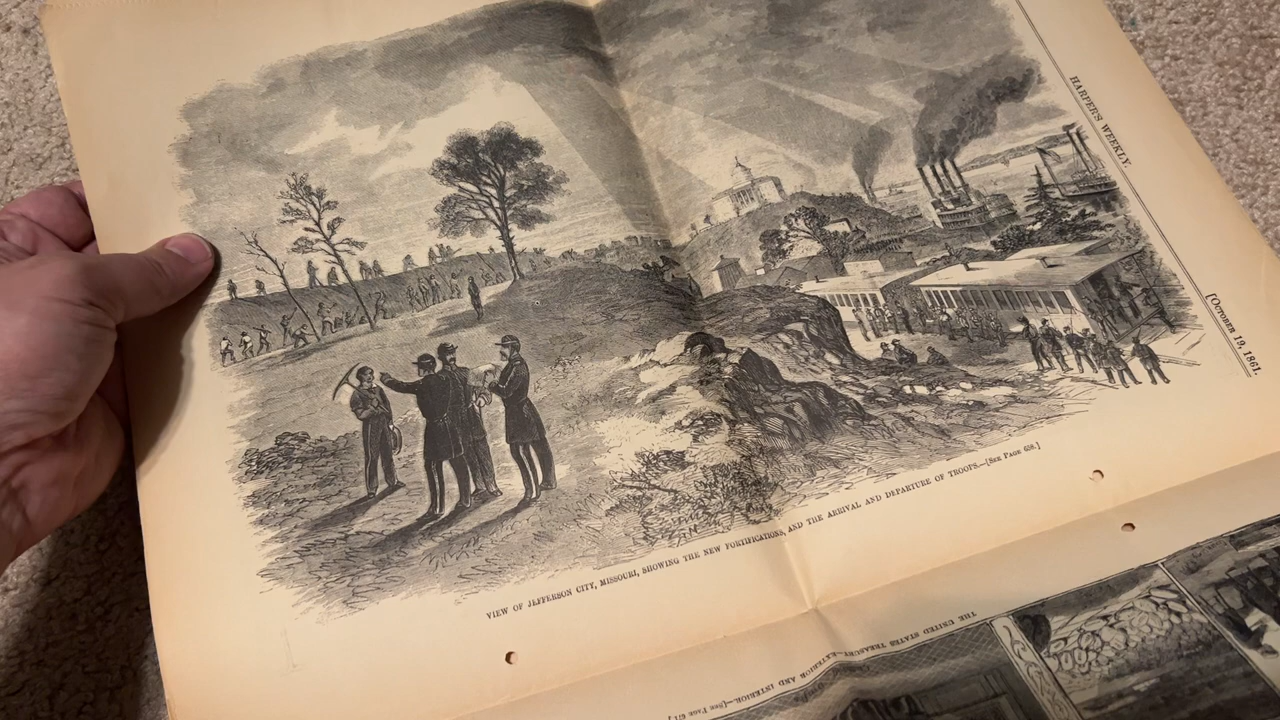 HARPER'S WEEKLY.
[OCTOBER 19, 1861.
VIEW OF JEFFERSON CITY, MISSOURI, SHOWING THE NEW FORTIFICATIONS, AND THE ARRIVAL AND DEPARTURE OF TROOPS.—[SEE PAGE 658.]
THE UNITED STATES TREASURY—EXTERIOR AND INTERIOR.—[SEE PAGE 671.]